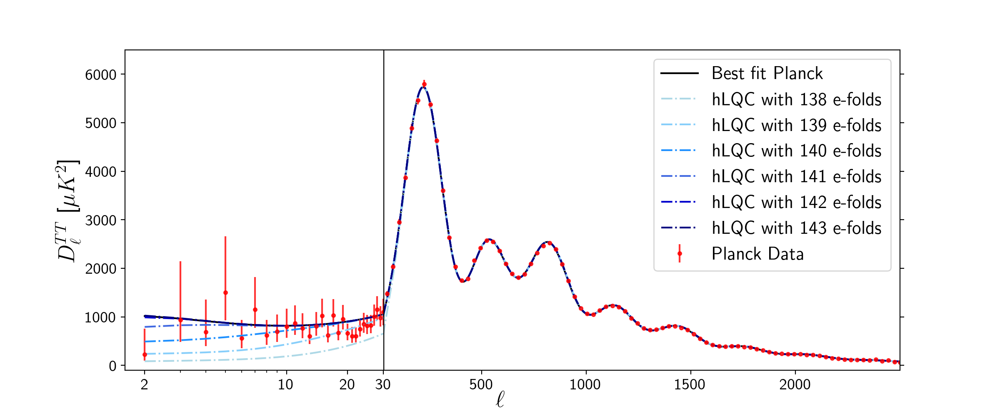 6000
5000
4000
3000
2000
1000
0
D_ℓ^{TT} [μK²]
2 10 20 30 500 1000 1500 2000
ℓ
Best fit Planck
hLQC with 138 e-folds
hLQC with 139 e-folds
hLQC with 140 e-folds
hLQC with 141 e-folds
hLQC with 142 e-folds
hLQC with 143 e-folds
Planck Data